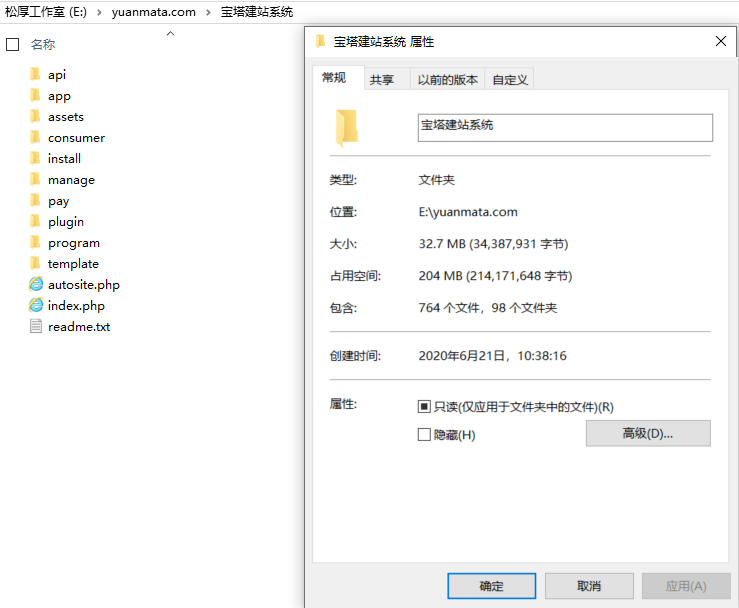 松厚工作室 (E:) > yuanmata.com > 宝塔建站系统
名称
api
app
assets
consumer
install
manage
pay
plugin
program
template
autosite.php
index.php
readme.txt
宝塔建站系统 属性
常规 共享 以前的版本 自定义
宝塔建站系统
类型: 文件夹
位置: E:\yuanmata.com
大小: 32.7 MB (34,387,931 字节)
占用空间: 204 MB (214,171,648 字节)
包含: 764 个文件，98 个文件夹
创建时间: 2020年6月21日，10:38:16
属性: 只读(仅应用于文件夹中的文件)(R)
隐藏(H) 高级(D)...
确定 取消 应用(A)